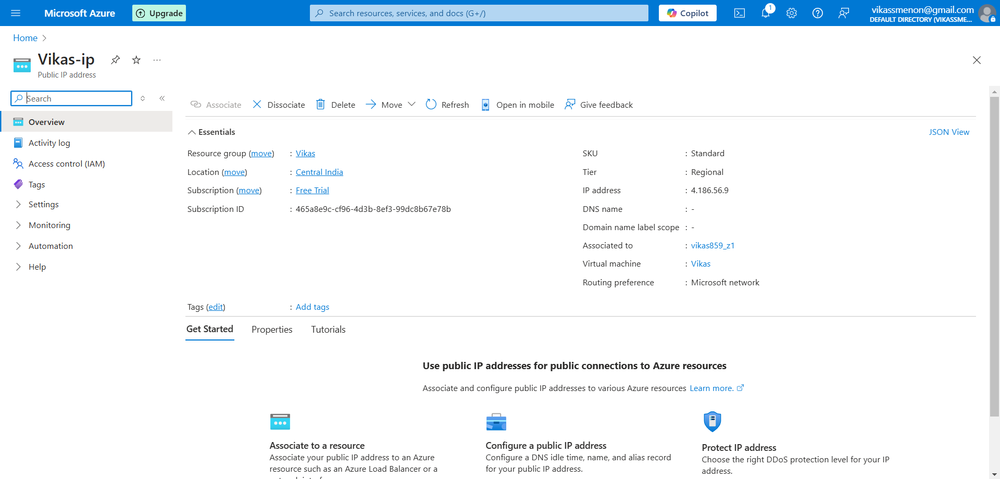 Microsoft Azure
Upgrade
Search resources, services, and docs (G+/)
Copilot
1
vikassmenon@gmail.com
DEFAULT DIRECTORY (VIKASSME...
Home
Vikas-ip
Public IP address
Search
Overview
Activity log
Access control (IAM)
Tags
Settings
Monitoring
Automation
Help
Associate
Dissociate
Delete
Move
Refresh
Open in mobile
Give feedback
Essentials
JSON View
Resource group (move) : Vikas
Location (move) : Central India
Subscription (move) : Free Trial
Subscription ID : 465a8e9c-cf96-4d3b-8ef3-99dc8b67e78b
SKU : Standard
Tier : Regional
IP address : 4.186.56.9
DNS name : -
Domain name label scope : -
Associated to : vikas859_z1
Virtual machine : Vikas
Routing preference : Microsoft network
Tags (edit) : Add tags
Get Started
Properties
Tutorials
Use public IP addresses for public connections to Azure resources
Associate and configure public IP addresses to various Azure resources Learn more.
Associate to a resource
Associate your public IP address to an Azure
resource such as an Azure Load Balancer or a
Configure a public IP address
Configure a DNS idle time, name, and alias record
for your public IP address.
Protect IP address
Choose the right DDoS protection level for your IP
address.